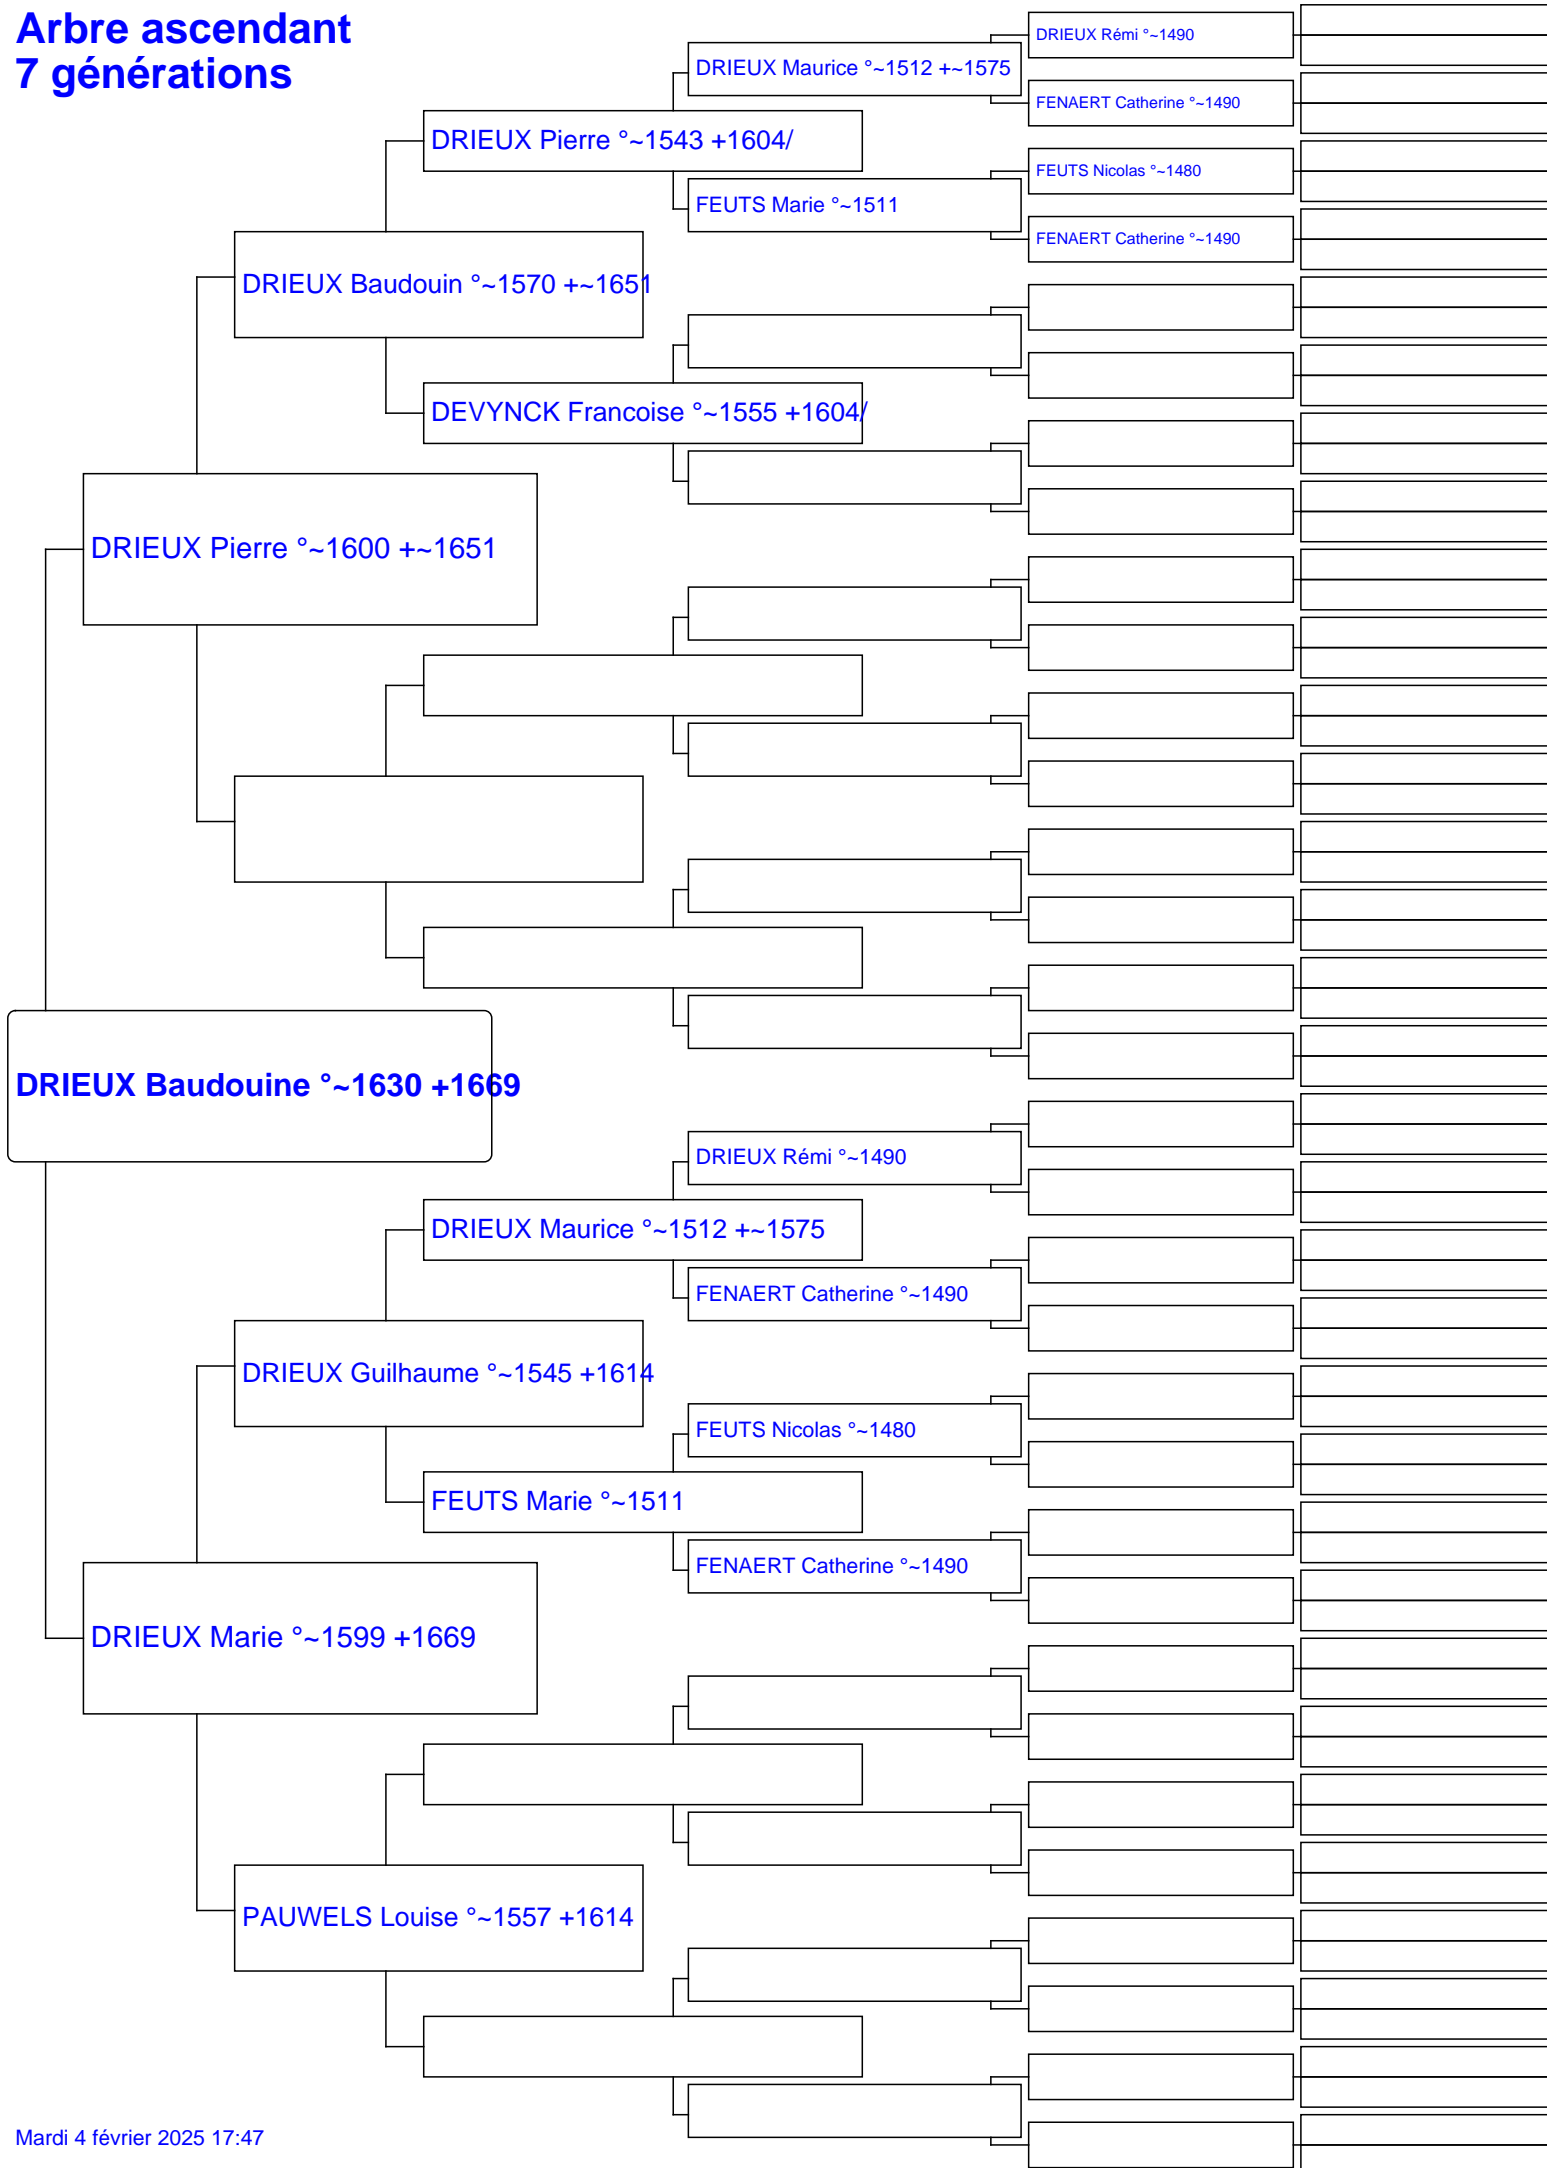 Arbre ascendant
7 générations
DRIEUX Rémi °~1490
DRIEUX Maurice °~1512 +~1575
FENAERT Catherine °~1490
DRIEUX Pierre °~1543 +1604/
FEUTS Nicolas °~1480
FEUTS Marie °~1511
FENAERT Catherine °~1490
DRIEUX Baudouin °~1570 +~1651
DEVYNCK Francoise °~1555 +1604/
DRIEUX Pierre °~1600 +~1651
DRIEUX Baudouine °~1630 +1669
DRIEUX Rémi °~1490
DRIEUX Maurice °~1512 +~1575
FENAERT Catherine °~1490
DRIEUX Guilhaume °~1545 +1614
FEUTS Nicolas °~1480
FEUTS Marie °~1511
FENAERT Catherine °~1490
DRIEUX Marie °~1599 +1669
PAUWELS Louise °~1557 +1614
Mardi 4 février 2025 17:47